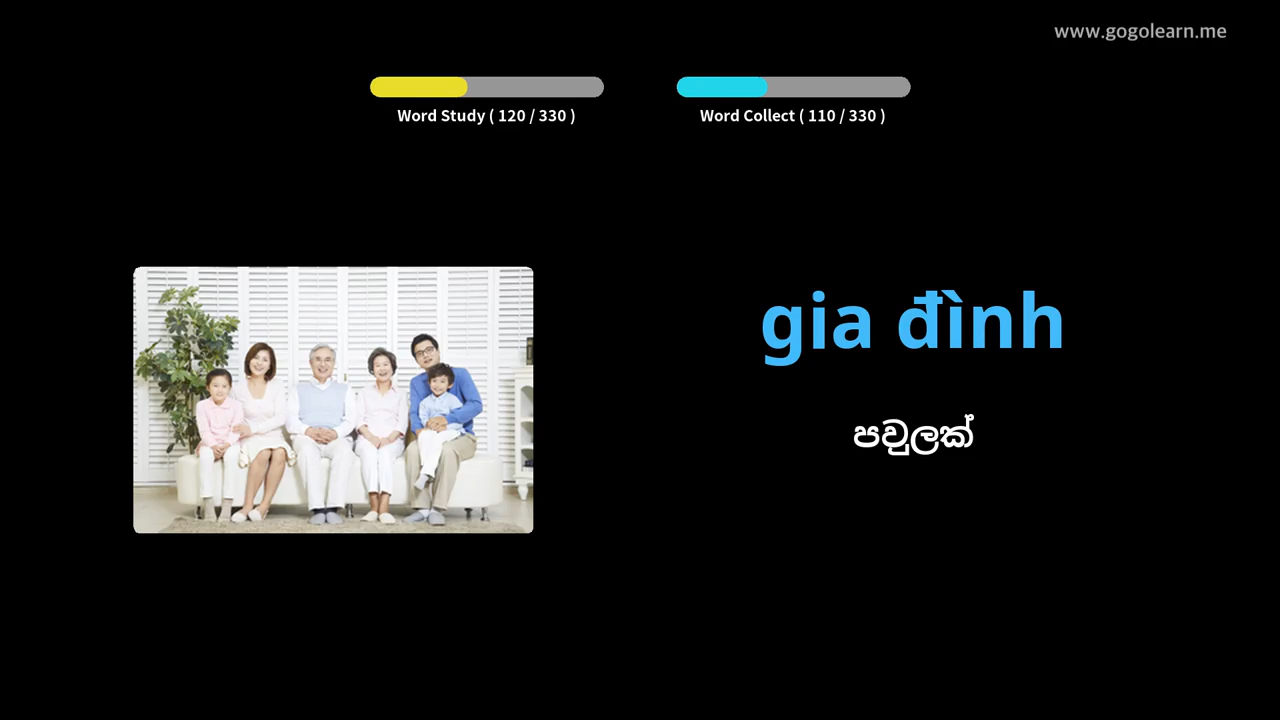 www.gogolearn.me
Word Study ( 120 / 330 )
Word Collect ( 110 / 330 )
gia đình
පවුලක්